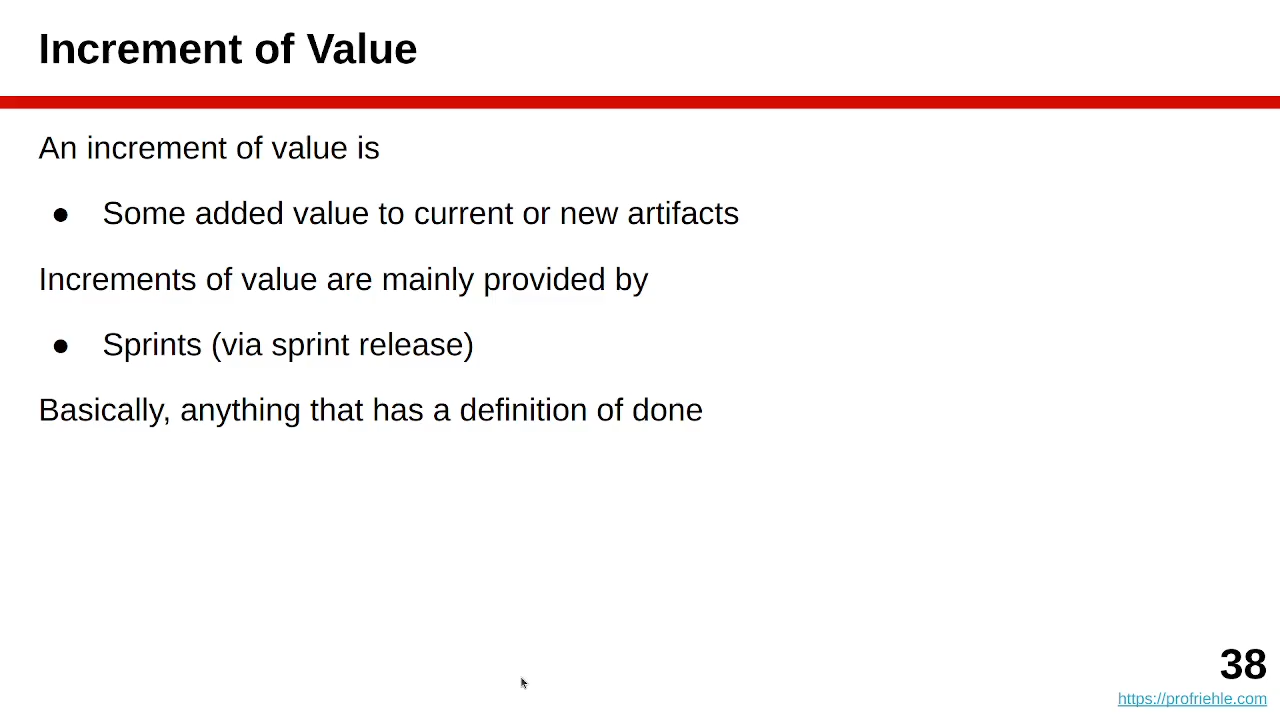 Increment of Value
An increment of value is
● Some added value to current or new artifacts
Increments of value are mainly provided by
● Sprints (via sprint release)
Basically, anything that has a definition of done
38
https://profriehle.com